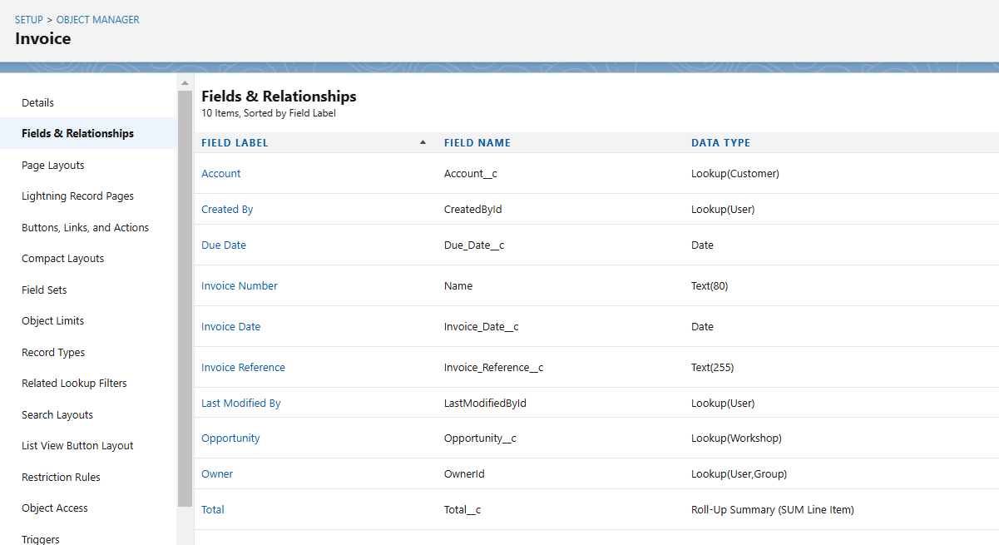 SETUP > OBJECT MANAGER
Invoice
Details
Fields & Relationships
Page Layouts
Lightning Record Pages
Buttons, Links, and Actions
Compact Layouts
Field Sets
Object Limits
Record Types
Related Lookup Filters
Search Layouts
List View Button Layout
Restriction Rules
Object Access
Triggers
Fields & Relationships
10 Items, Sorted by Field Label
FIELD LABEL FIELD NAME DATA TYPE
Account Account__c Lookup(Customer)
Created By CreatedById Lookup(User)
Due Date Due_Date__c Date
Invoice Number Name Text(80)
Invoice Date Invoice_Date__c Date
Invoice Reference Invoice_Reference__c Text(255)
Last Modified By LastModifiedById Lookup(User)
Opportunity Opportunity__c Lookup(Workshop)
Owner OwnerId Lookup(User,Group)
Total Total__c Roll-Up Summary (SUM Line Item)